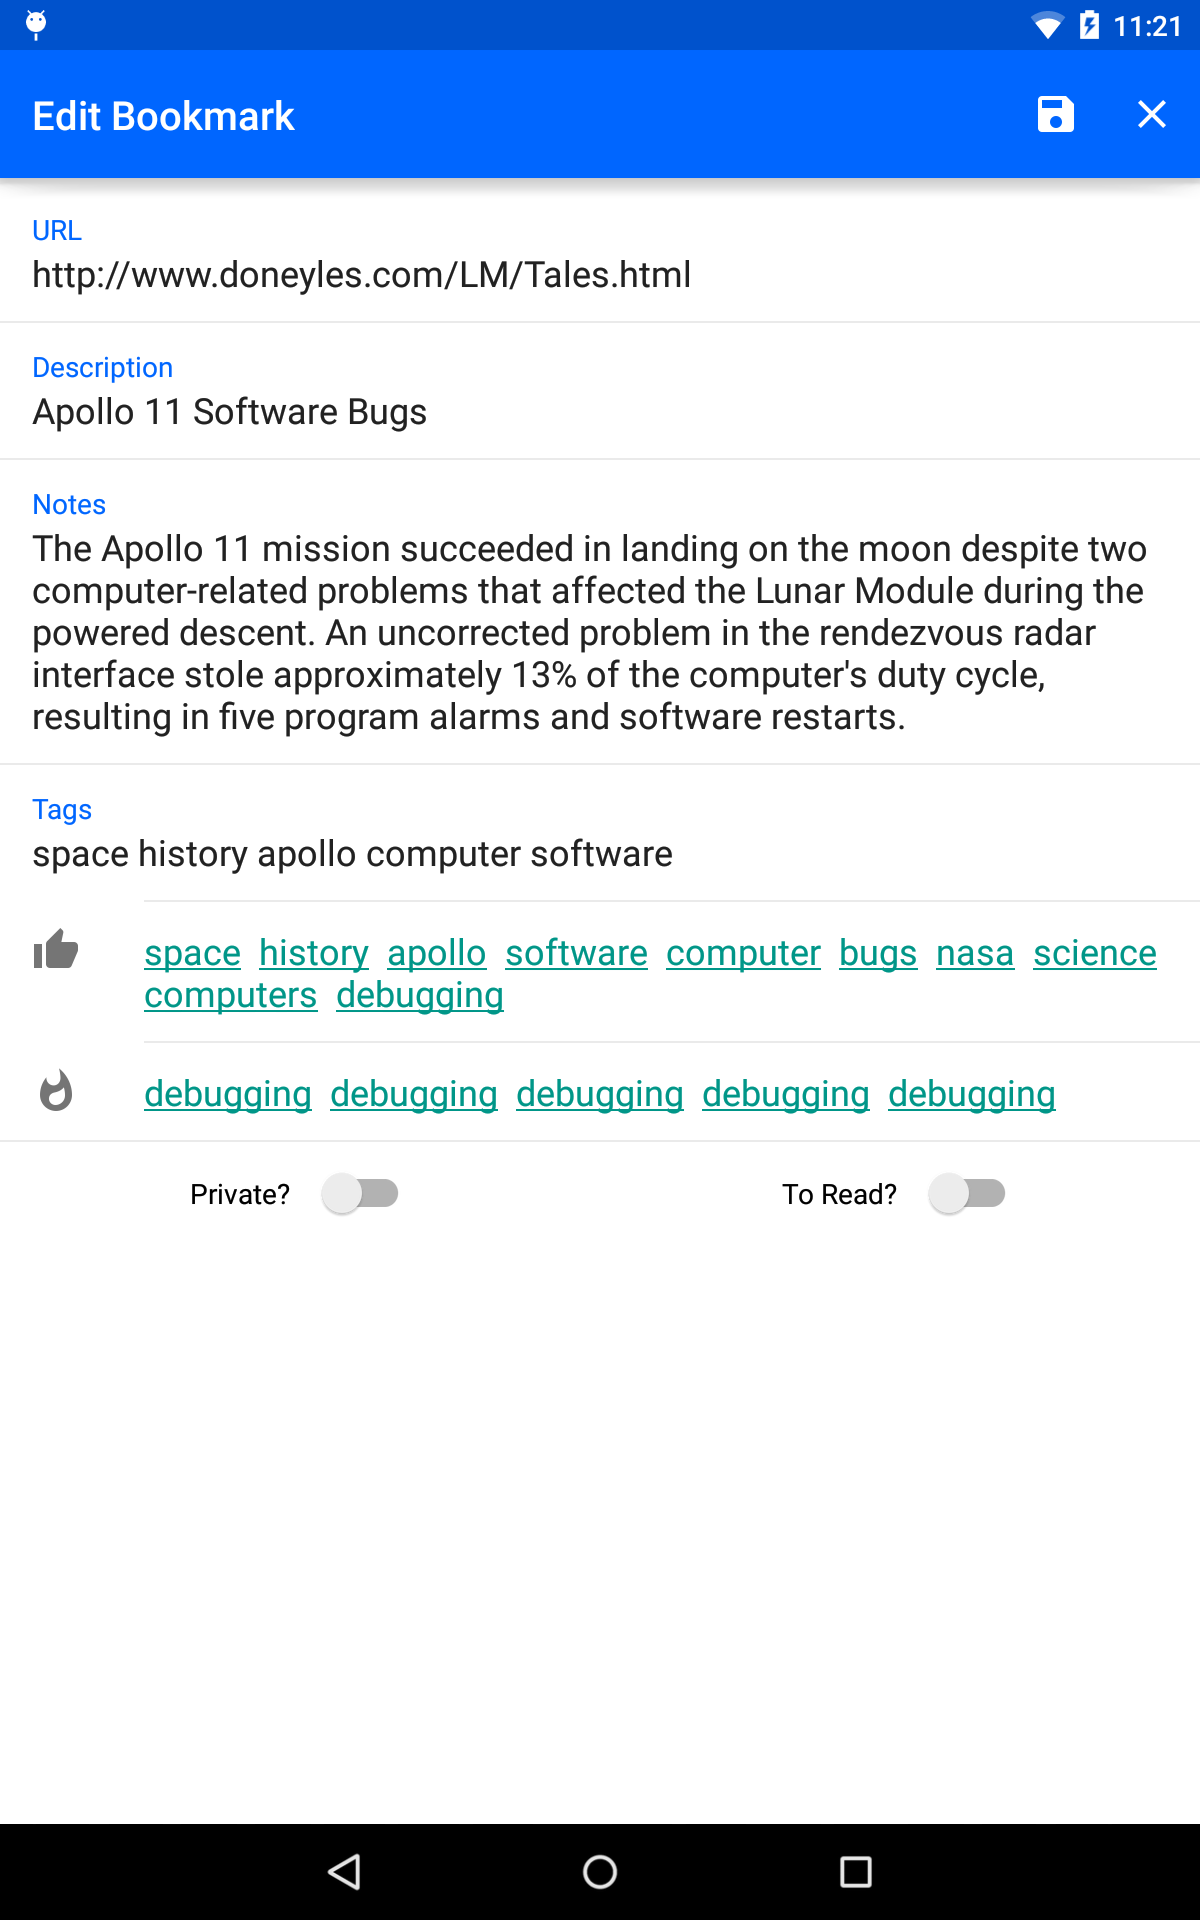 11:21
Edit Bookmark
URL
http://www.doneyles.com/LM/Tales.html
Description
Apollo 11 Software Bugs
Notes
The Apollo 11 mission succeeded in landing on the moon despite two
computer-related problems that affected the Lunar Module during the
powered descent. An uncorrected problem in the rendezvous radar
interface stole approximately 13% of the computer's duty cycle,
resulting in five program alarms and software restarts.
Tags
space history apollo computer software
space history apollo software computer bugs nasa science
computers debugging
debugging debugging debugging debugging debugging
Private? To Read?